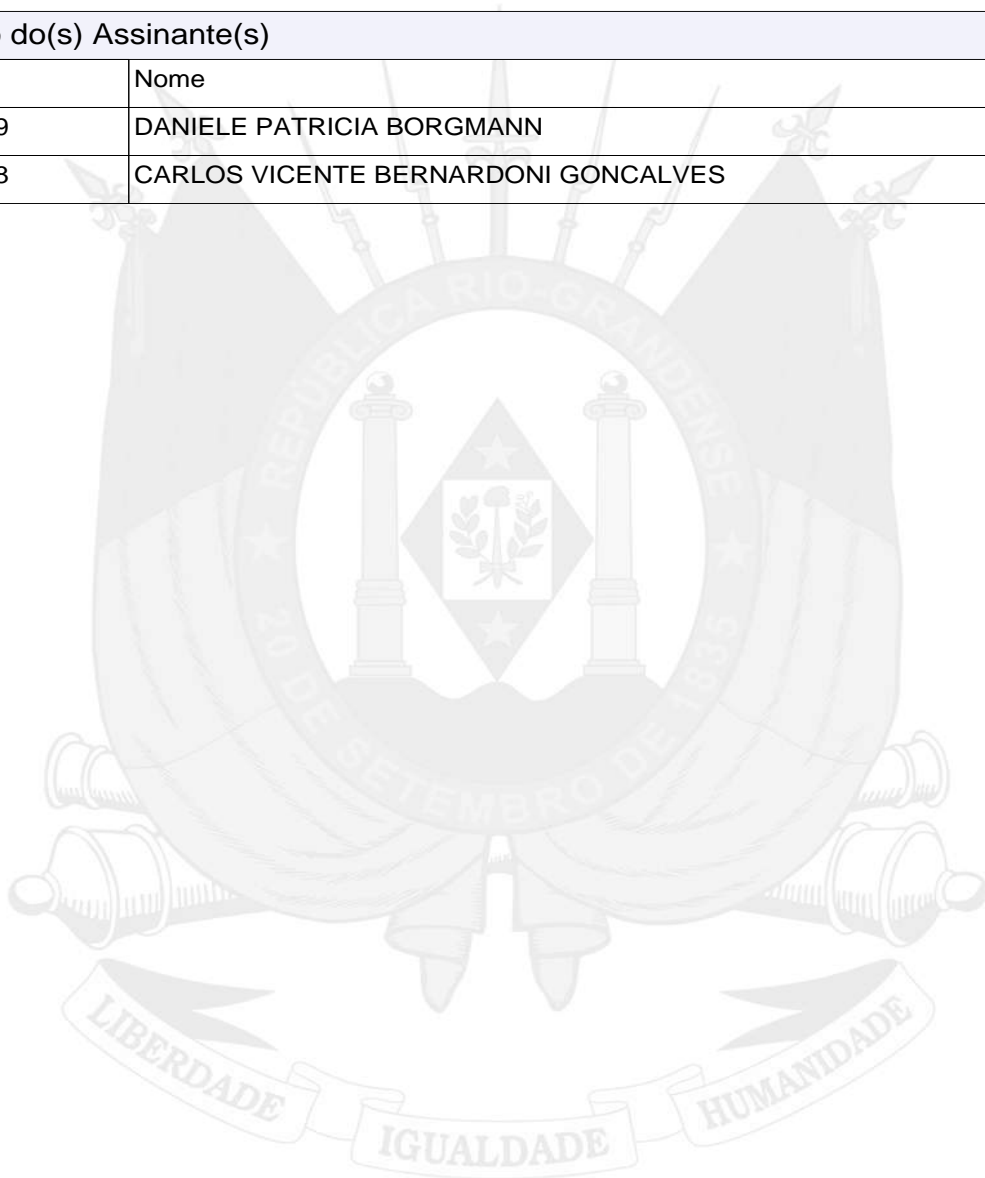 do(s) Assinante(s)
Nome
9 DANIELE PATRICIA BORGMANN
CARLOS VICENTE BERNARDONI GONCALVES
REPÚBLICA RIO-GRANDENSE
20 DE SETEMBRO DE 1835
LIBERDADE IGUALDADE HUMANIDADE